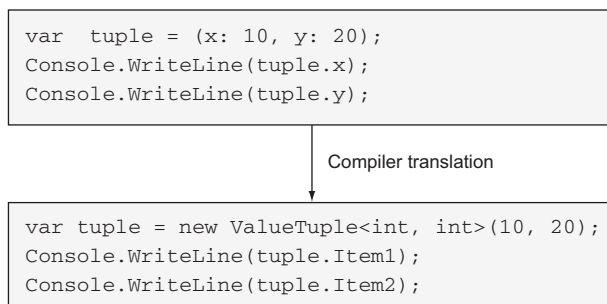 var  tuple = (x: 10, y: 20);
Console.WriteLine(tuple.x);
Console.WriteLine(tuple.y);
Compiler translation
var tuple = new ValueTuple<int, int>(10, 20);
Console.WriteLine(tuple.Item1);
Console.WriteLine(tuple.Item2);